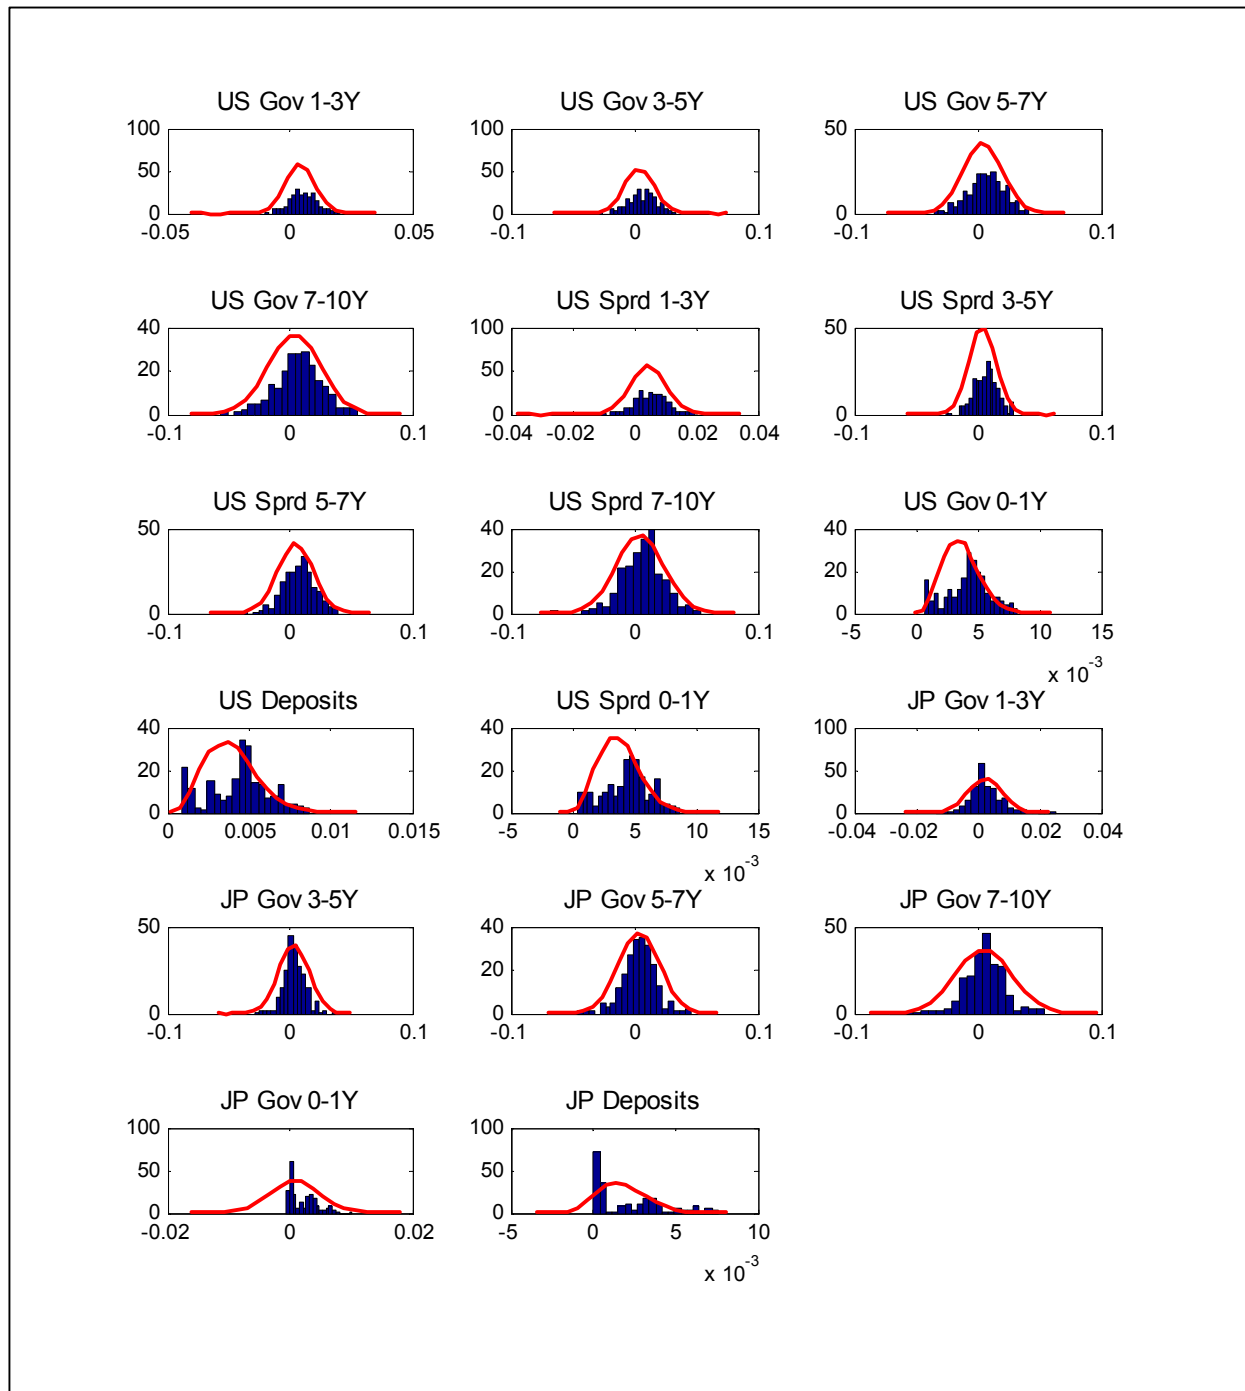 US Gov 1-3Y US Gov 3-5Y US Gov 5-7Y
100 100 50
50 50
0 0 0
-0.05 0 0.05 -0.1 0 0.1 -0.1 0 0.1
US Gov 7-10Y US Sprd 1-3Y US Sprd 3-5Y
40 100 50
20 50
0 0 0
-0.1 0 0.1 -0.04 -0.02 0 0.02 0.04 -0.1 0 0.1
US Sprd 5-7Y US Sprd 7-10Y US Gov 0-1Y
50 40 40
20 20
0 0 0
-0.1 0 0.1 -0.1 0 0.1 -5 0 5 10 15
x 10-3
US Deposits US Sprd 0-1Y JP Gov 1-3Y
40 40 100
20 20 50
0 0 0
0 0.005 0.01 0.015 -5 0 5 10 15 -0.04 -0.02 0 0.02 0.04
x 10-3
JP Gov 3-5Y JP Gov 5-7Y JP Gov 7-10Y
50 40 50
20
0 0 0
-0.1 0 0.1 -0.1 0 0.1 -0.1 0 0.1
JP Gov 0-1Y JP Deposits
100 100
50 50
0 0
-0.02 0 0.02 -5 0 5 10
x 10-3